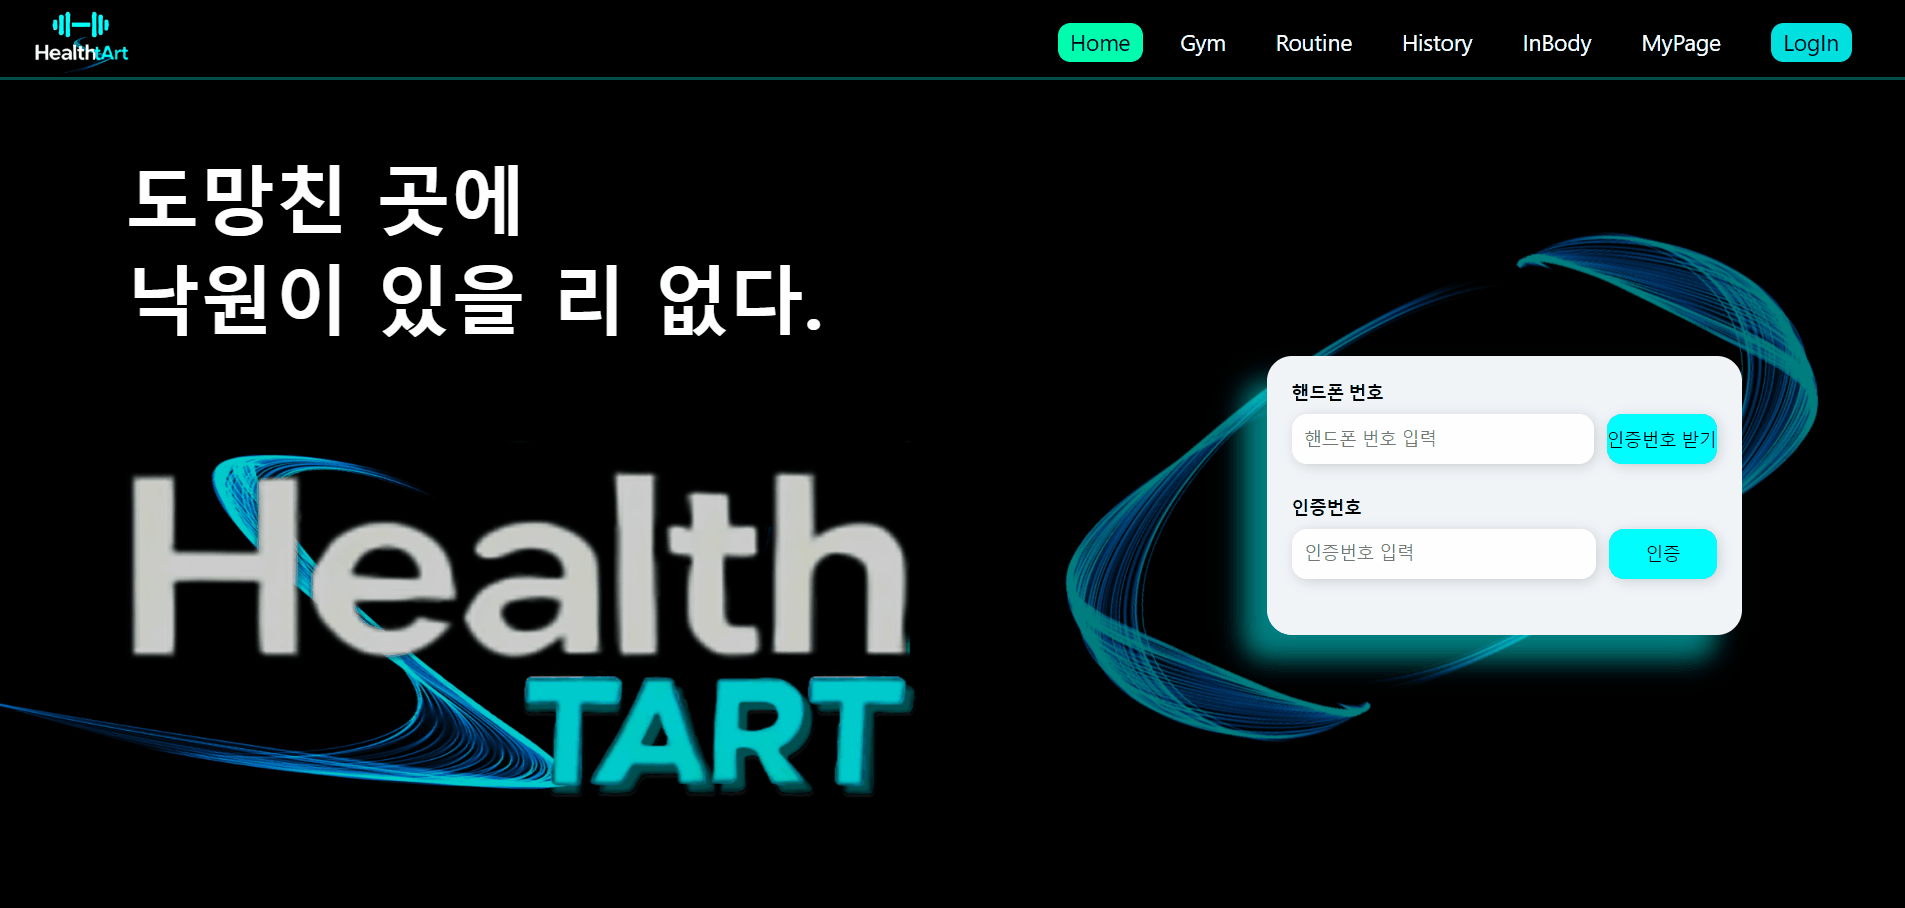 HealthtArt
Home Gym Routine History InBody MyPage LogIn
도망친 곳에
낙원이 있을 리 없다.
Health
TART
핸드폰 번호
핸드폰 번호 입력 인증번호 받기
인증번호
인증번호 입력 인증